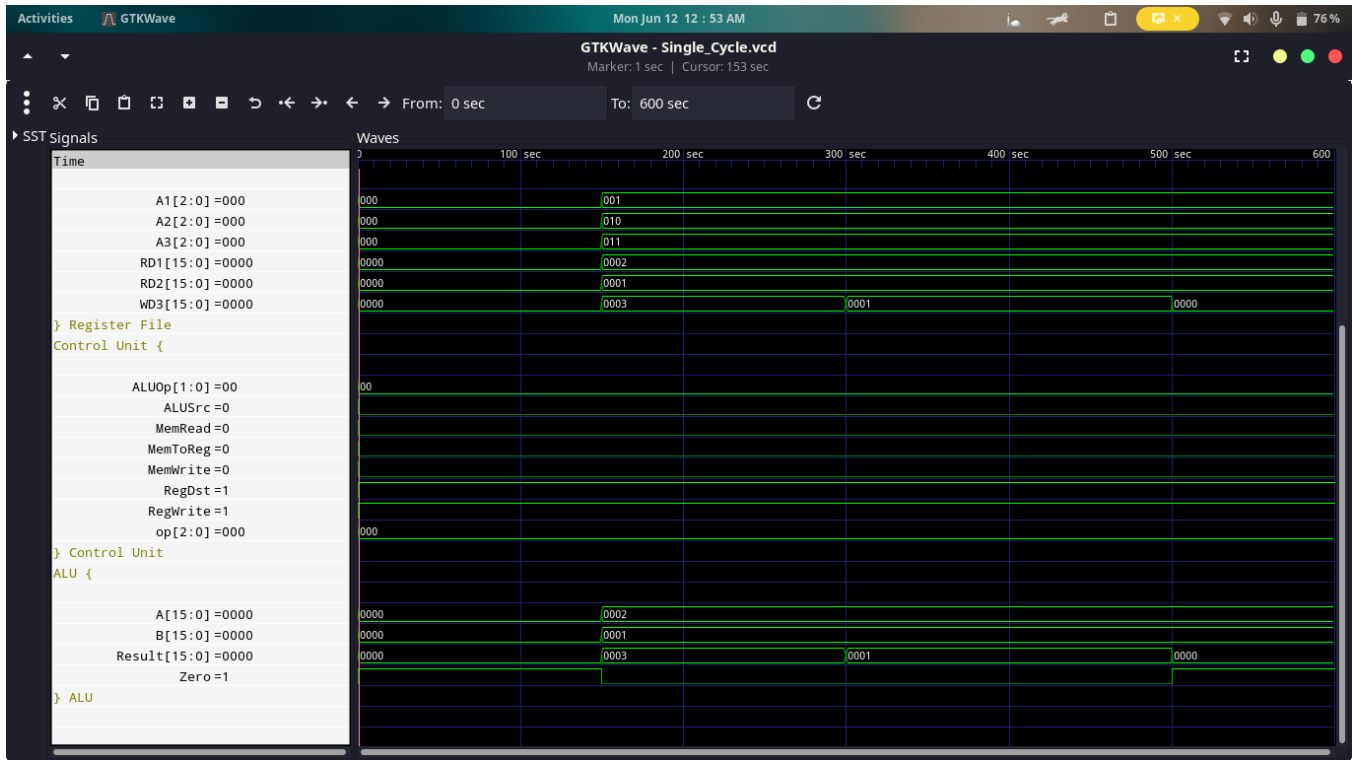 Activities GTKWave Mon Jun 12 12 : 53 AM 76 %
GTKWave - Single_Cycle.vcd
Marker: 1 sec | Cursor: 153 sec
From: 0 sec To: 600 sec
SST Signals Waves
Time 0 100 sec 200 sec 300 sec 400 sec 500 sec 600
A1[2:0] =000 000 001
A2[2:0] =000 000 010
A3[2:0] =000 000 011
RD1[15:0] =0000 0000 0002
RD2[15:0] =0000 0000 0001
WD3[15:0] =0000 0000 0003 0001 0000
} Register File
Control Unit {
ALUOp[1:0] =00 00
ALUSrc =0
MemRead =0
MemToReg =0
MemWrite =0
RegDst =1
RegWrite =1
op[2:0] =000 000
} Control Unit
ALU {
A[15:0] =0000 0000 0002
B[15:0] =0000 0000 0001
Result[15:0] =0000 0000 0003 0001 0000
Zero =1
} ALU